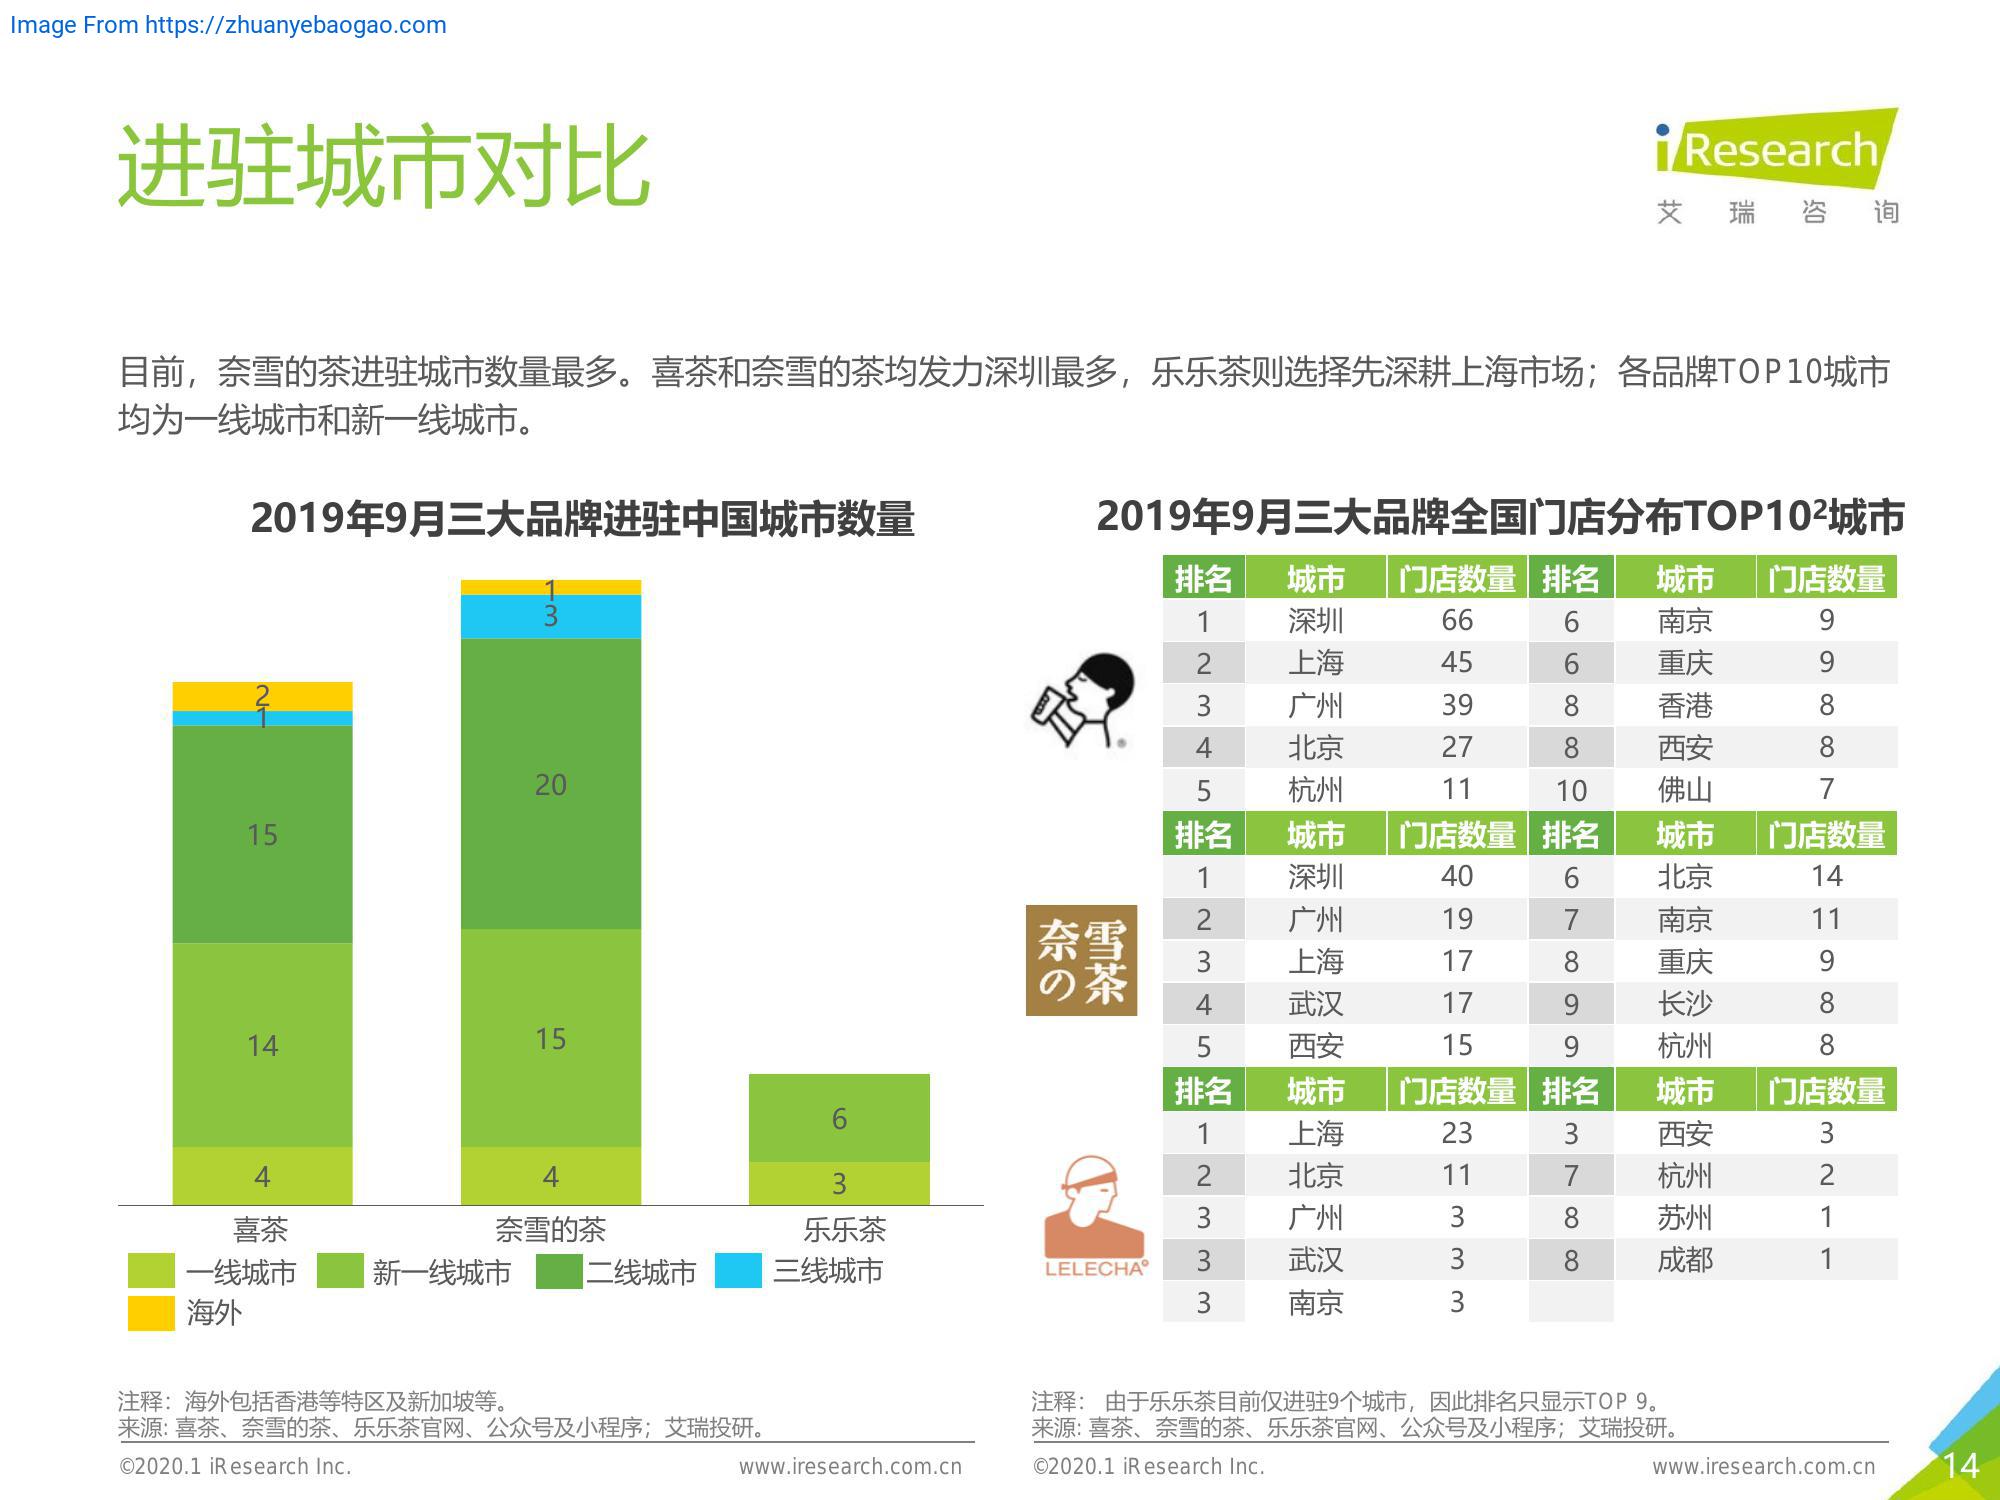 Image From https://zhuanyebaogao.com
进驻城市对比
iResearch
艾瑞咨询
目前，奈雪的茶进驻城市数量最多。喜茶和奈雪的茶均发力深圳最多，乐乐茶则选择先深耕上海市场；各品牌TOP10城市
均为一线城市和新一线城市。
2019年9月三大品牌进驻中国城市数量
1
3
20
15
4
2
1
15
14
4
6
3
喜茶 奈雪的茶 乐乐茶
一线城市 新一线城市 二线城市 三线城市
海外
注释：海外包括香港等特区及新加坡等。
来源: 喜茶、奈雪的茶、乐乐茶官网、公众号及小程序；艾瑞投研。
©2020.1 iResearch Inc. www.iresearch.com.cn
2019年9月三大品牌全国门店分布TOP10²城市
排名 城市 门店数量 排名 城市 门店数量
1 深圳 66 6 南京 9
2 上海 45 6 重庆 9
3 广州 39 8 香港 8
4 北京 27 8 西安 8
5 杭州 11 10 佛山 7
奈雪
の茶
排名 城市 门店数量 排名 城市 门店数量
1 深圳 40 6 北京 14
2 广州 19 7 南京 11
3 上海 17 8 重庆 9
4 武汉 17 9 长沙 8
5 西安 15 9 杭州 8
LELECHA®
排名 城市 门店数量 排名 城市 门店数量
1 上海 23 3 西安 3
2 北京 11 7 杭州 2
3 广州 3 8 苏州 1
3 武汉 3 8 成都 1
3 南京 3
注释： 由于乐乐茶目前仅进驻9个城市，因此排名只显示TOP 9。
来源: 喜茶、奈雪的茶、乐乐茶官网、公众号及小程序；艾瑞投研。
©2020.1 iResearch Inc. www.iresearch.com.cn
14